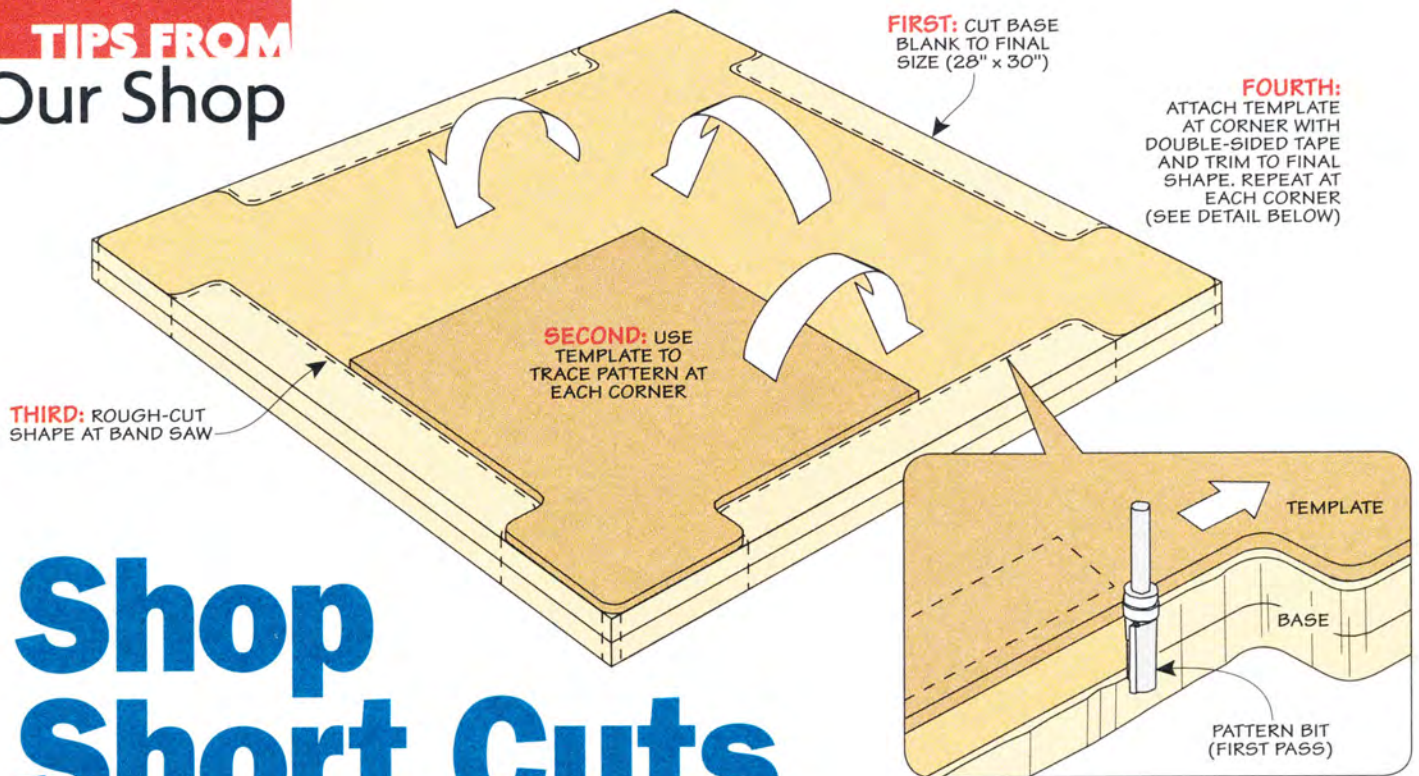 TIPS FROM
Our Shop
FIRST: CUT BASE
BLANK TO FINAL
SIZE (28" x 30")
FOURTH:
ATTACH TEMPLATE
AT CORNER WITH
DOUBLE-SIDED TAPE
AND TRIM TO FINAL
SHAPE. REPEAT AT
EACH CORNER
(SEE DETAIL BELOW)
SECOND: USE
TEMPLATE TO
TRACE PATTERN AT
EACH CORNER
THIRD: ROUGH-CUT
SHAPE AT BAND SAW
TEMPLATE
BASE
PATTERN BIT
(FIRST PASS)
Shop
Short Cuts